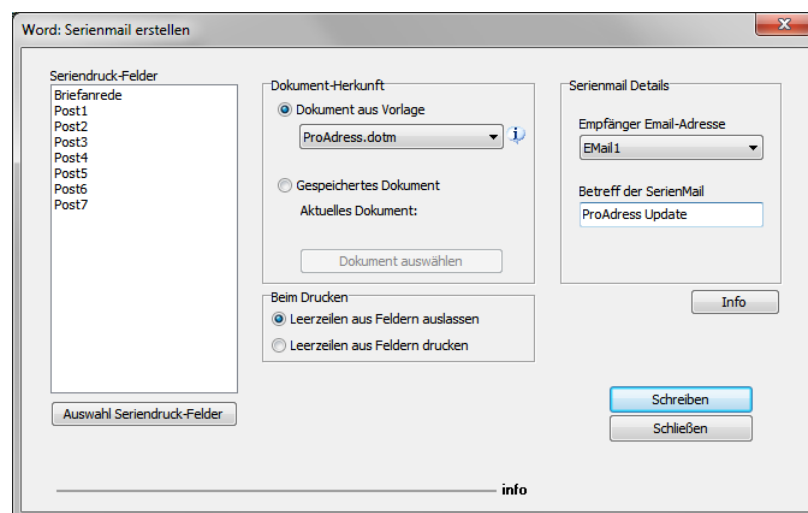 Word: Serienmail erstellen
Seriendruck-Felder
Briefanrede
Post1
Post2
Post3
Post4
Post5
Post6
Post7
Auswahl Seriendruck-Felder
Dokument-Herkunft
Dokument aus Vorlage
ProAdress.dotm
Gespeichertes Dokument
Aktuelles Dokument:
Dokument auswählen
Beim Drucken
Leerzeilen aus Feldern auslassen
Leerzeilen aus Feldern drucken
Serienmail Details
Empfänger Email-Adresse
EMail1
Betreff der SerienMail
ProAdress Update
Info
Schreiben
Schließen
info